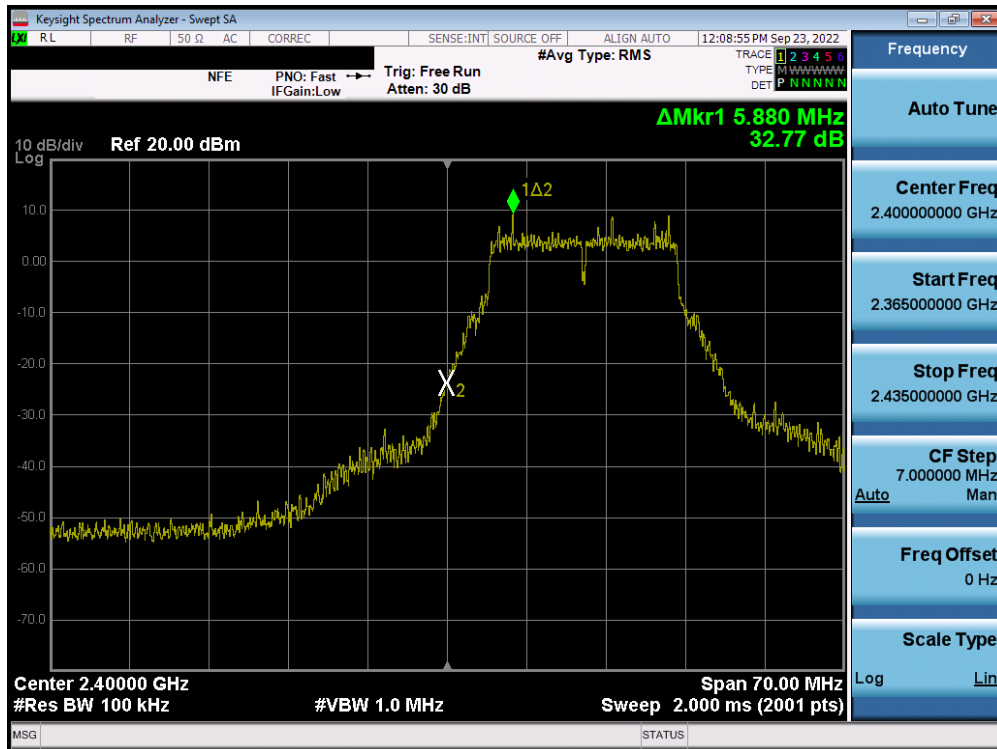 Keysight Spectrum Analyzer - Swept SA
LXI RL RF 50 Ω AC CORREC SENSE:INT SOURCE OFF ALIGN AUTO 12:08:55 PM Sep 23, 2022
#Avg Type: RMS
TRACE 1 2 3 4 5 6
TYPE M W W W W W
DET P N N N N N
NFE PNO: Fast Trig: Free Run
IFGain:Low Atten: 30 dB
ΔMkr1 5.880 MHz
32.77 dB
10 dB/div Ref 20.00 dBm
Log
10.0
0.00
-10.0
-20.0
-30.0
-40.0
-50.0
-60.0
-70.0
1Δ2
X2
Center 2.40000 GHz Span 70.00 MHz
#Res BW 100 kHz #VBW 1.0 MHz Sweep 2.000 ms (2001 pts)
MSG STATUS
Frequency
Auto Tune
Center Freq
2.400000000 GHz
Start Freq
2.365000000 GHz
Stop Freq
2.435000000 GHz
CF Step
7.000000 MHz
Auto Man
Freq Offset
0 Hz
Scale Type
Log Lin